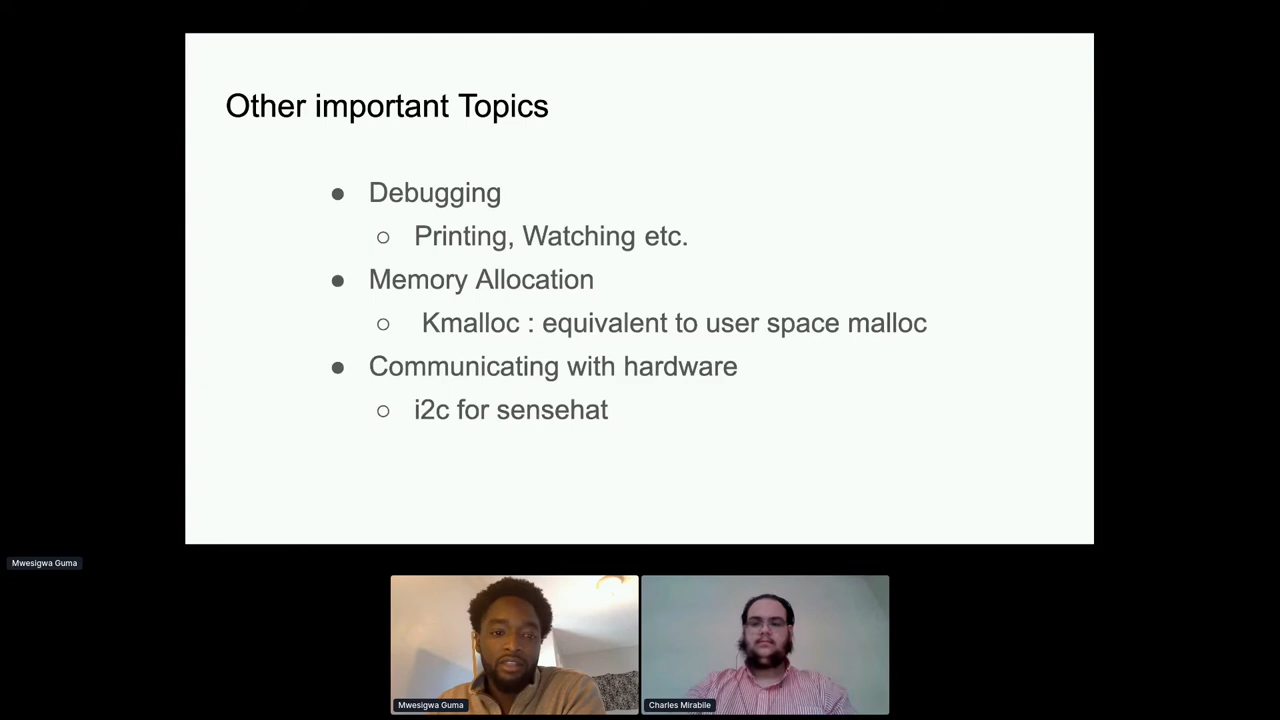 Other important Topics
● Debugging
○ Printing, Watching etc.
● Memory Allocation
○ Kmalloc : equivalent to user space malloc
● Communicating with hardware
○ i2c for sensehat
Mwesigwa Guma
Mwesigwa Guma
Charles Mirabile